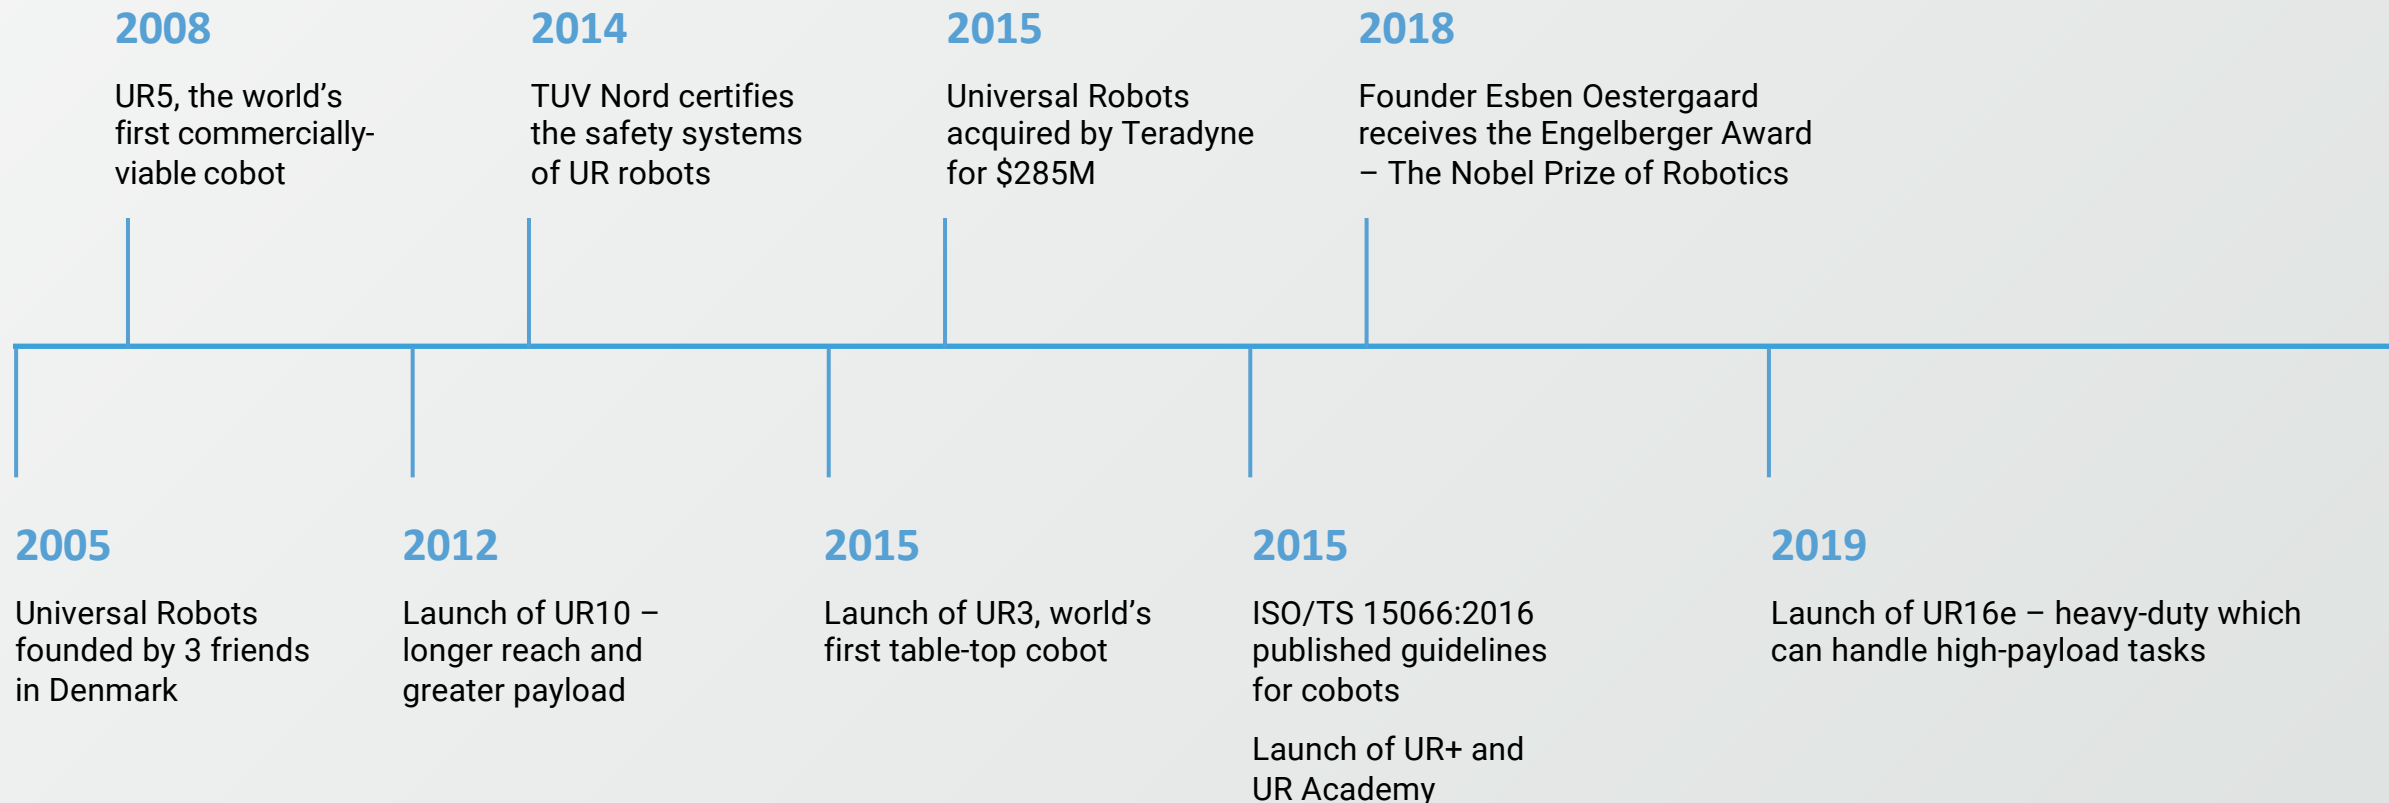 2008
UR5, the world’s
first commercially-
viable cobot
2014
TUV Nord certifies
the safety systems
of UR robots
2015
Universal Robots
acquired by Teradyne
for $285M
2018
Founder Esben Oestergaard
receives the Engelberger Award
– The Nobel Prize of Robotics
2005
Universal Robots
founded by 3 friends
in Denmark
2012
Launch of UR10 –
longer reach and
greater payload
2015
Launch of UR3, world’s
first table-top cobot
2015
ISO/TS 15066:2016
published guidelines
for cobots
Launch of UR+ and
UR Academy
2019
Launch of UR16e – heavy-duty which
can handle high-payload tasks